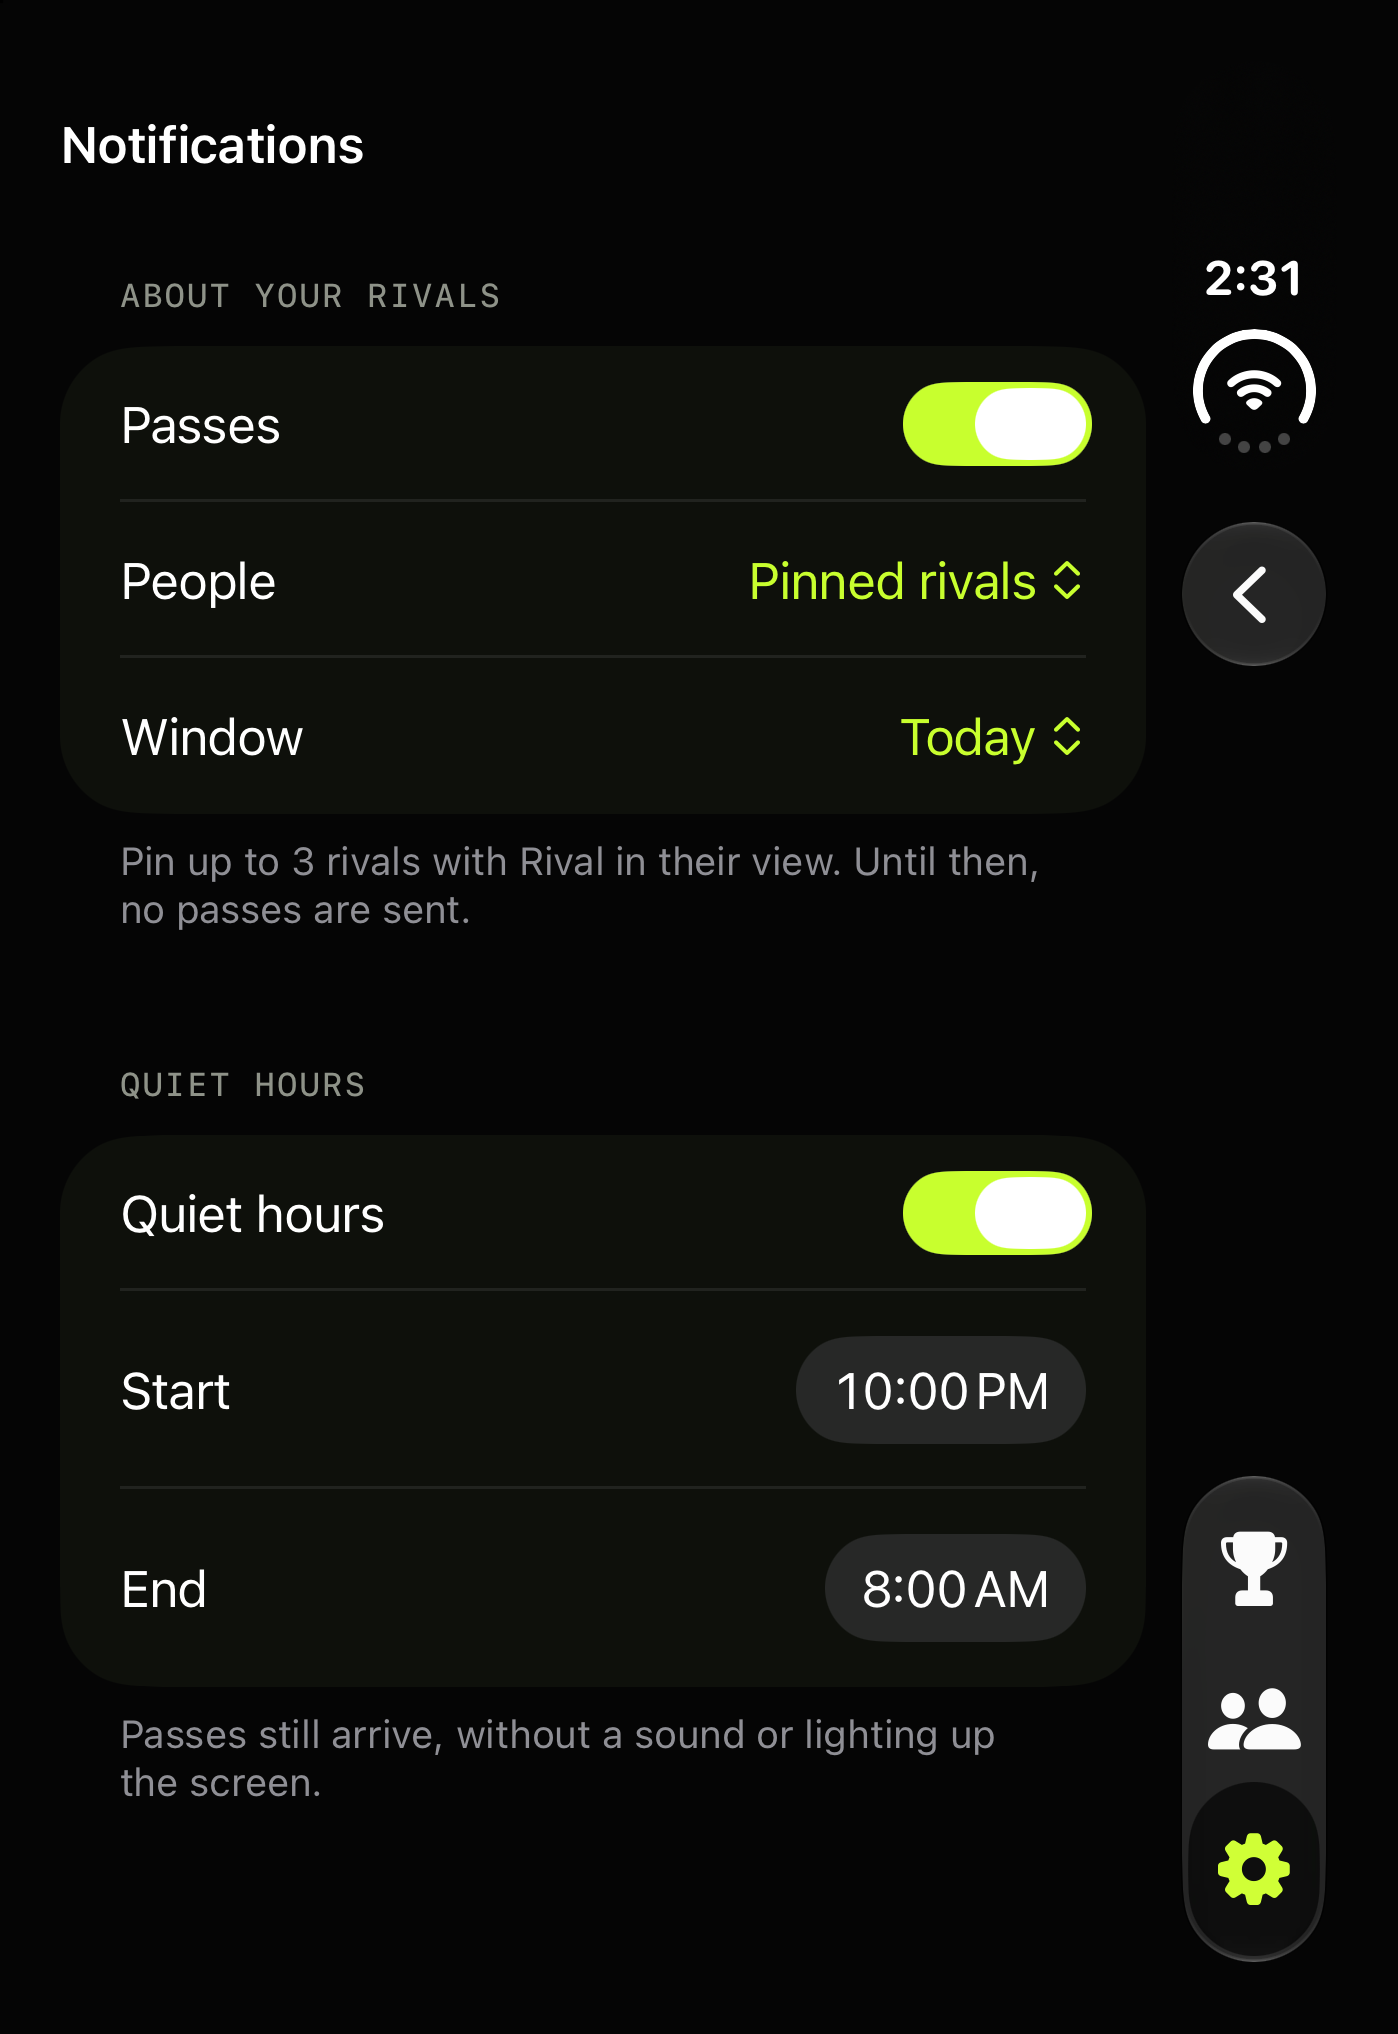 Notifications
2:31
ABOUT YOUR RIVALS
Passes
People Pinned rivals
Window Today
Pin up to 3 rivals with Rival in their view. Until then,
no passes are sent.
QUIET HOURS
Quiet hours
Start 10:00 PM
End 8:00 AM
Passes still arrive, without a sound or lighting up
the screen.